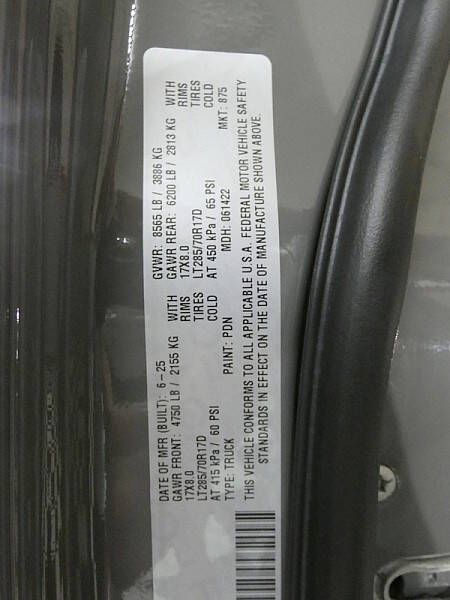 DATE OF MFR (BUILT): 6-25 GVWR: 8565 LB / 3886 KG
GAWR FRONT: 4750 LB / 2155 KG WITH GAWR REAR: 6200 LB / 2813 KG WITH
17X8.0 RIMS 17X8.0 RIMS
LT285/70R17D TIRES LT285/70R17D TIRES
AT 415 kPa / 60 PSI COLD AT 450 kPa / 65 PSI COLD
TYPE: TRUCK PAINT: PDN MDH: 061422 MKT: 875
THIS VEHICLE CONFORMS TO ALL APPLICABLE U.S.A. FEDERAL MOTOR VEHICLE SAFETY
STANDARDS IN EFFECT ON THE DATE OF MANUFACTURE SHOWN ABOVE.